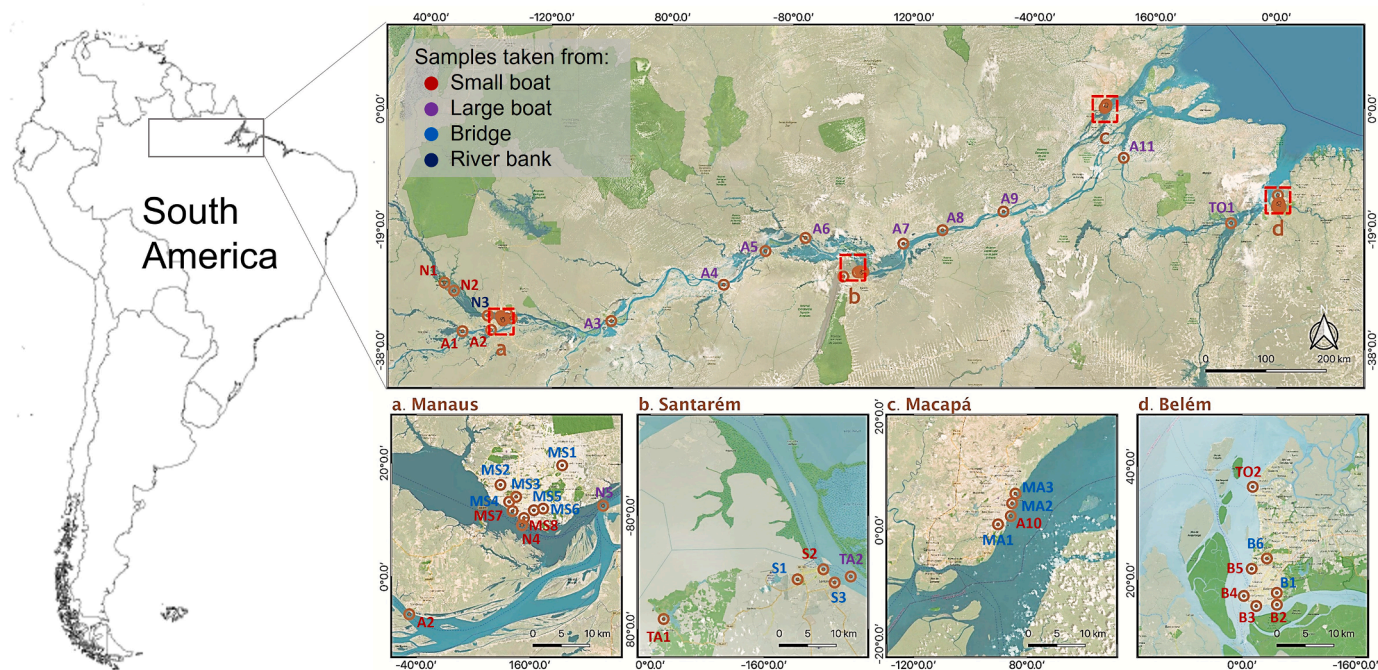 40°0.0'
-120°0.0'
80°0.0'
-80°0.0'
120°0.0'
-40°0.0'
160°0.0'
0°0.0'
Samples taken from:
Small boat
Large boat
Bridge
River bank
South
America
0°0.0'
-19°0.0'
-38°0.0'
0°0.0'
-19°0.0'
-38°0.0'
c
A11
TO1
d
A9
A8
A7
A6
A5
b
A4
N1
N2
N3
A3
A1
A2
a
0
100
200 km
a. Manaus
b. Santarém
c. Macapá
d. Belém
20°0.0'
0°0.0'
MS1
MS2
MS3
MS4
MS5
MS6
MS7
MS8
N4
N5
A2
0
5
10 km
-40°0.0'
160°0.0'
-80°0.0'
80°0.0'
S2
S1
TA2
S3
TA1
0
5
10 km
0°0.0'
-160°0.0'
20°0.0'
0°0.0'
-20°0.0'
MA3
MA2
A10
MA1
0
5
10 km
-120°0.0'
80°0.0'
40°0.0'
20°0.0'
TO2
B6
B5
B1
B4
B3
B2
0
5
10 km
0°0.0'
-160°0.0'